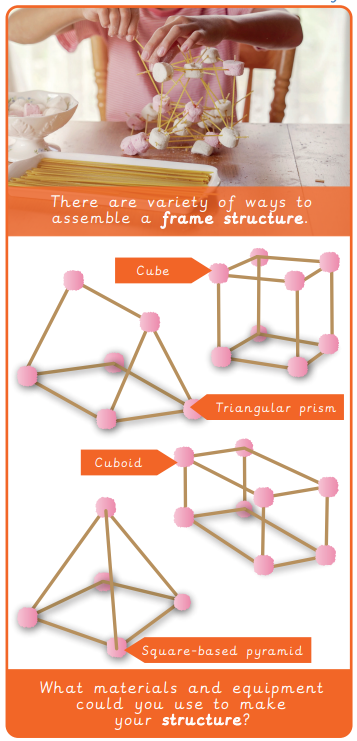 There are variety of ways to
assemble a frame structure.
Cube
Triangular prism
Cuboid
Square-based pyramid
What materials and equipment
could you use to make
your structure?